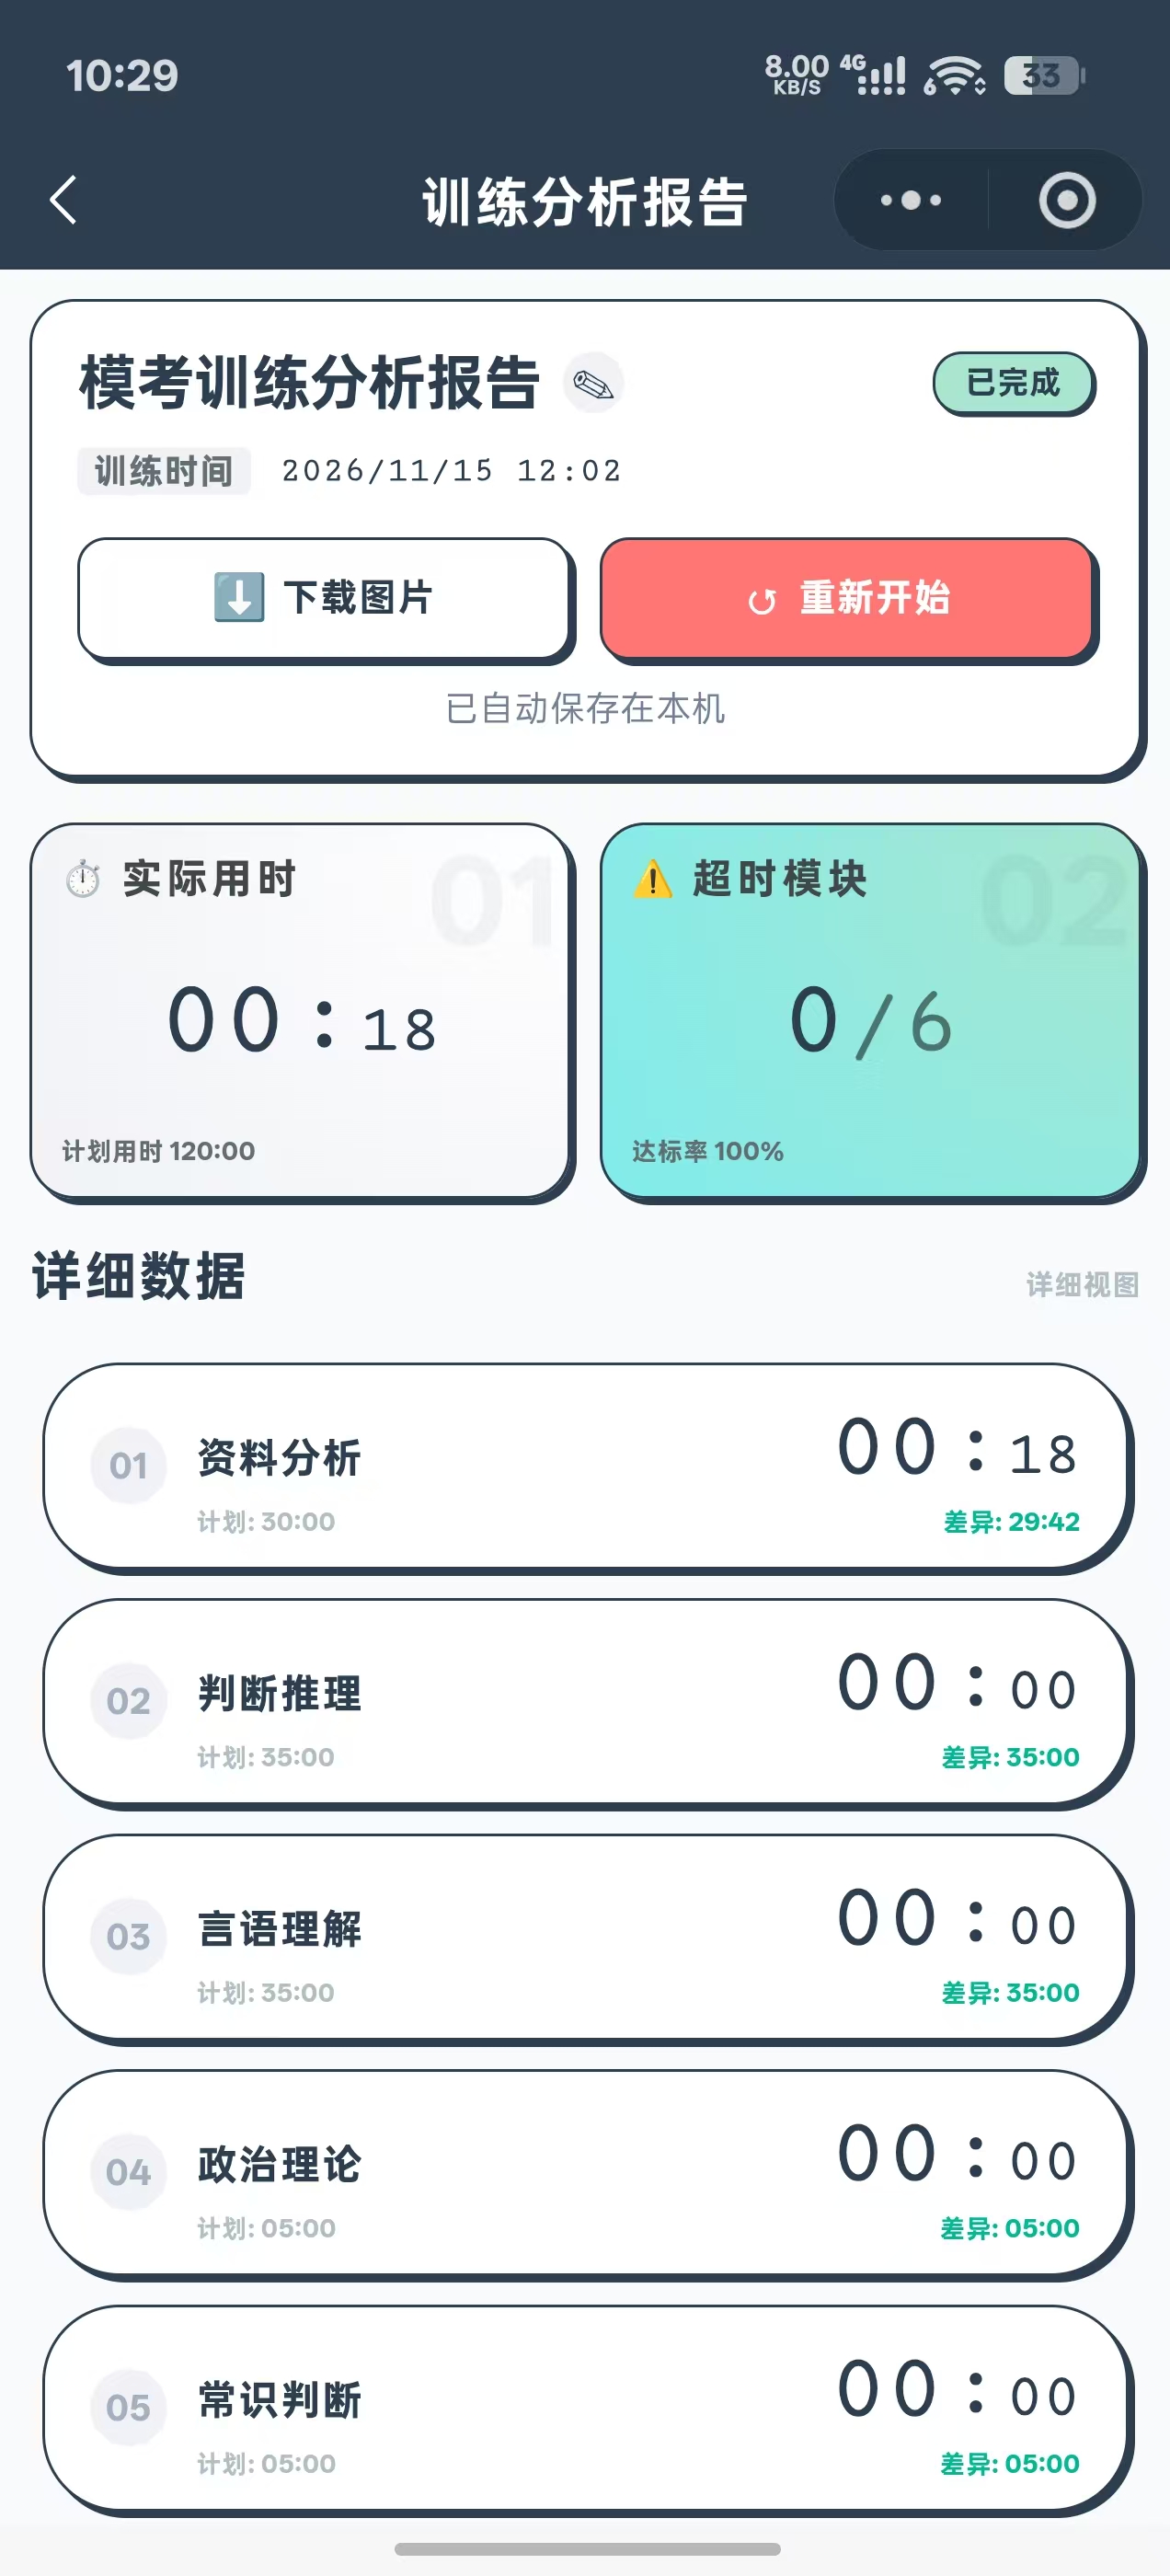 10:29
8.00 KB/S 4G 6 33
训练分析报告
模考训练分析报告
已完成
训练时间 2026/11/15 12:02
下载图片
重新开始
已自动保存在本机
实际用时 01
00:18
计划用时 120:00
超时模块 02
0/6
达标率 100%
详细数据
详细视图
01 资料分析 00:18
计划: 30:00 差异: 29:42
02 判断推理 00:00
计划: 35:00 差异: 35:00
03 言语理解 00:00
计划: 35:00 差异: 35:00
04 政治理论 00:00
计划: 05:00 差异: 05:00
05 常识判断 00:00
计划: 05:00 差异: 05:00